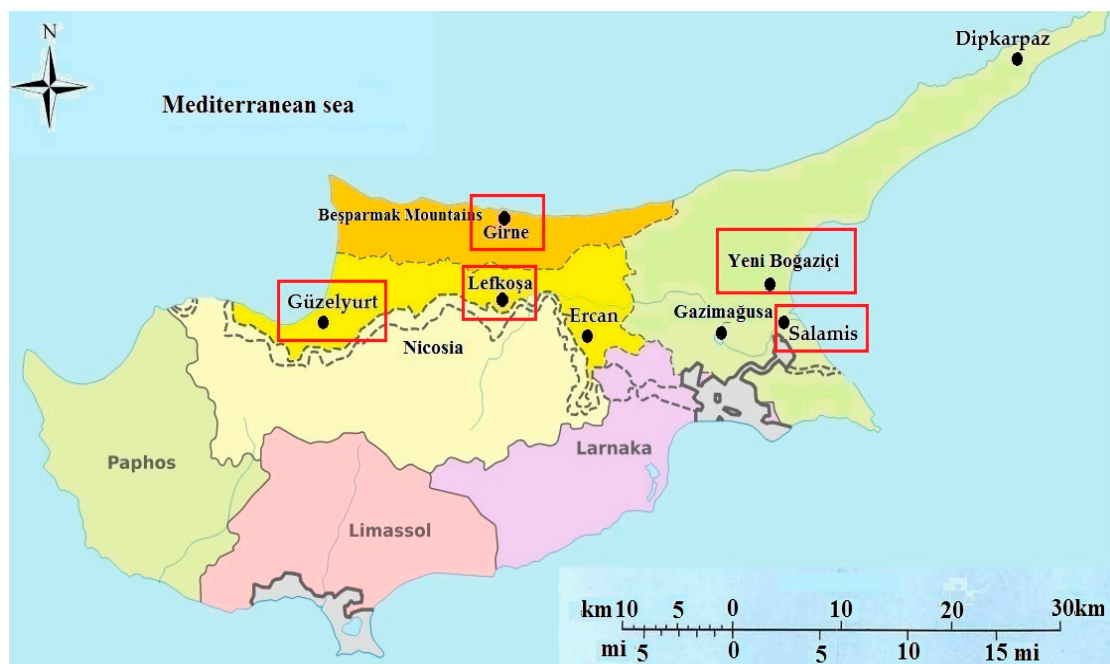 N
Dipkarpaz
Mediterranean sea
Beşparmak Mountains
Girne
Yeni Boğaziçi
Lefkoşa
Güzelyurt
Ercan
Gazimağusa
Salamis
Nicosia
Larnaka
Paphos
Limassol
km 10 5 0 10 20 30km
mi 5 0 5 10 15 mi